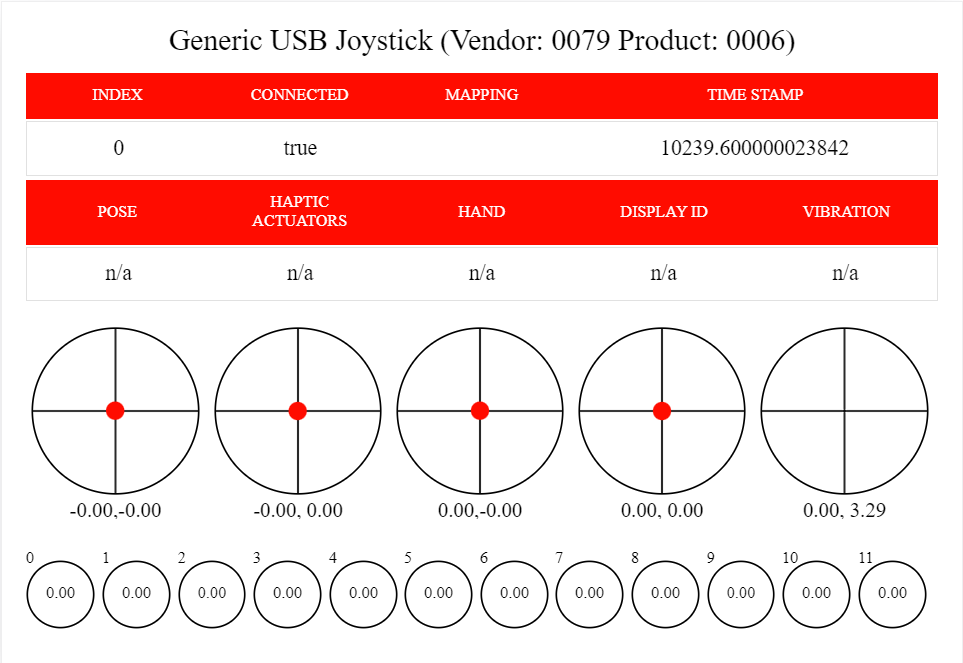 Generic USB Joystick (Vendor: 0079 Product: 0006)
INDEX CONNECTED MAPPING TIME STAMP
0 true 10239.600000023842
POSE HAPTIC ACTUATORS HAND DISPLAY ID VIBRATION
n/a n/a n/a n/a n/a
-0.00,-0.00 -0.00, 0.00 0.00,-0.00 0.00, 0.00 0.00, 3.29
0 1 2 3 4 5 6 7 8 9 10 11
0.00 0.00 0.00 0.00 0.00 0.00 0.00 0.00 0.00 0.00 0.00 0.00